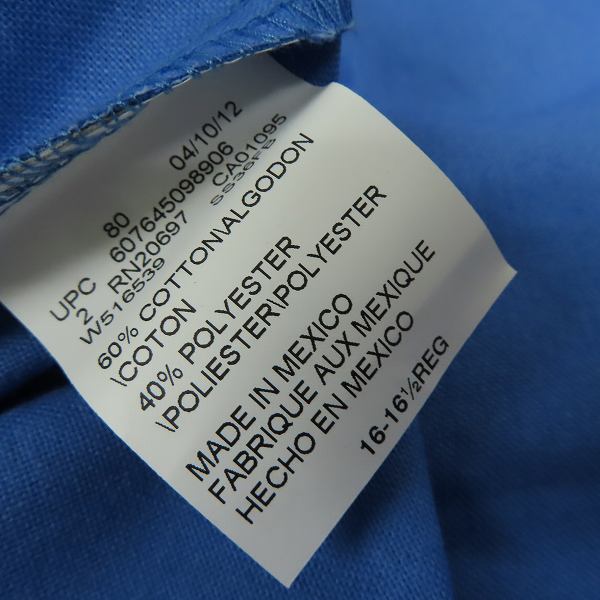 80 04/10/12
UPC 607645098906
2 RN20697 CA01095
W516539 SS36FB
60% COTTON\ALGODON
\COTON
40% POLYESTER
\POLIESTER\POLYESTER
MADE IN MEXICO
FABRIQUE AUX MEXIQUE
HECHO EN MEXICO
16-16½REG